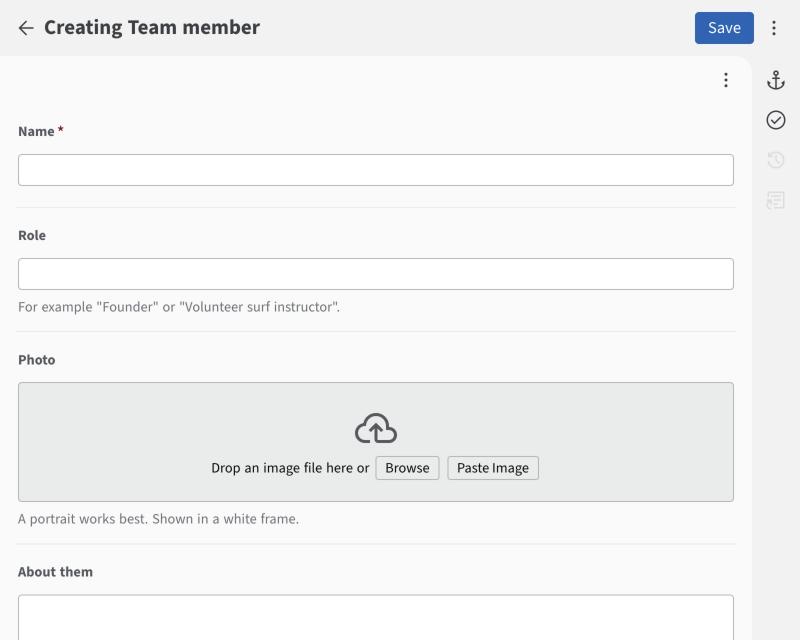 Creating Team member
Save
Name *
Role
For example "Founder" or "Volunteer surf instructor".
Photo
Drop an image file here or Browse Paste Image
A portrait works best. Shown in a white frame.
About them